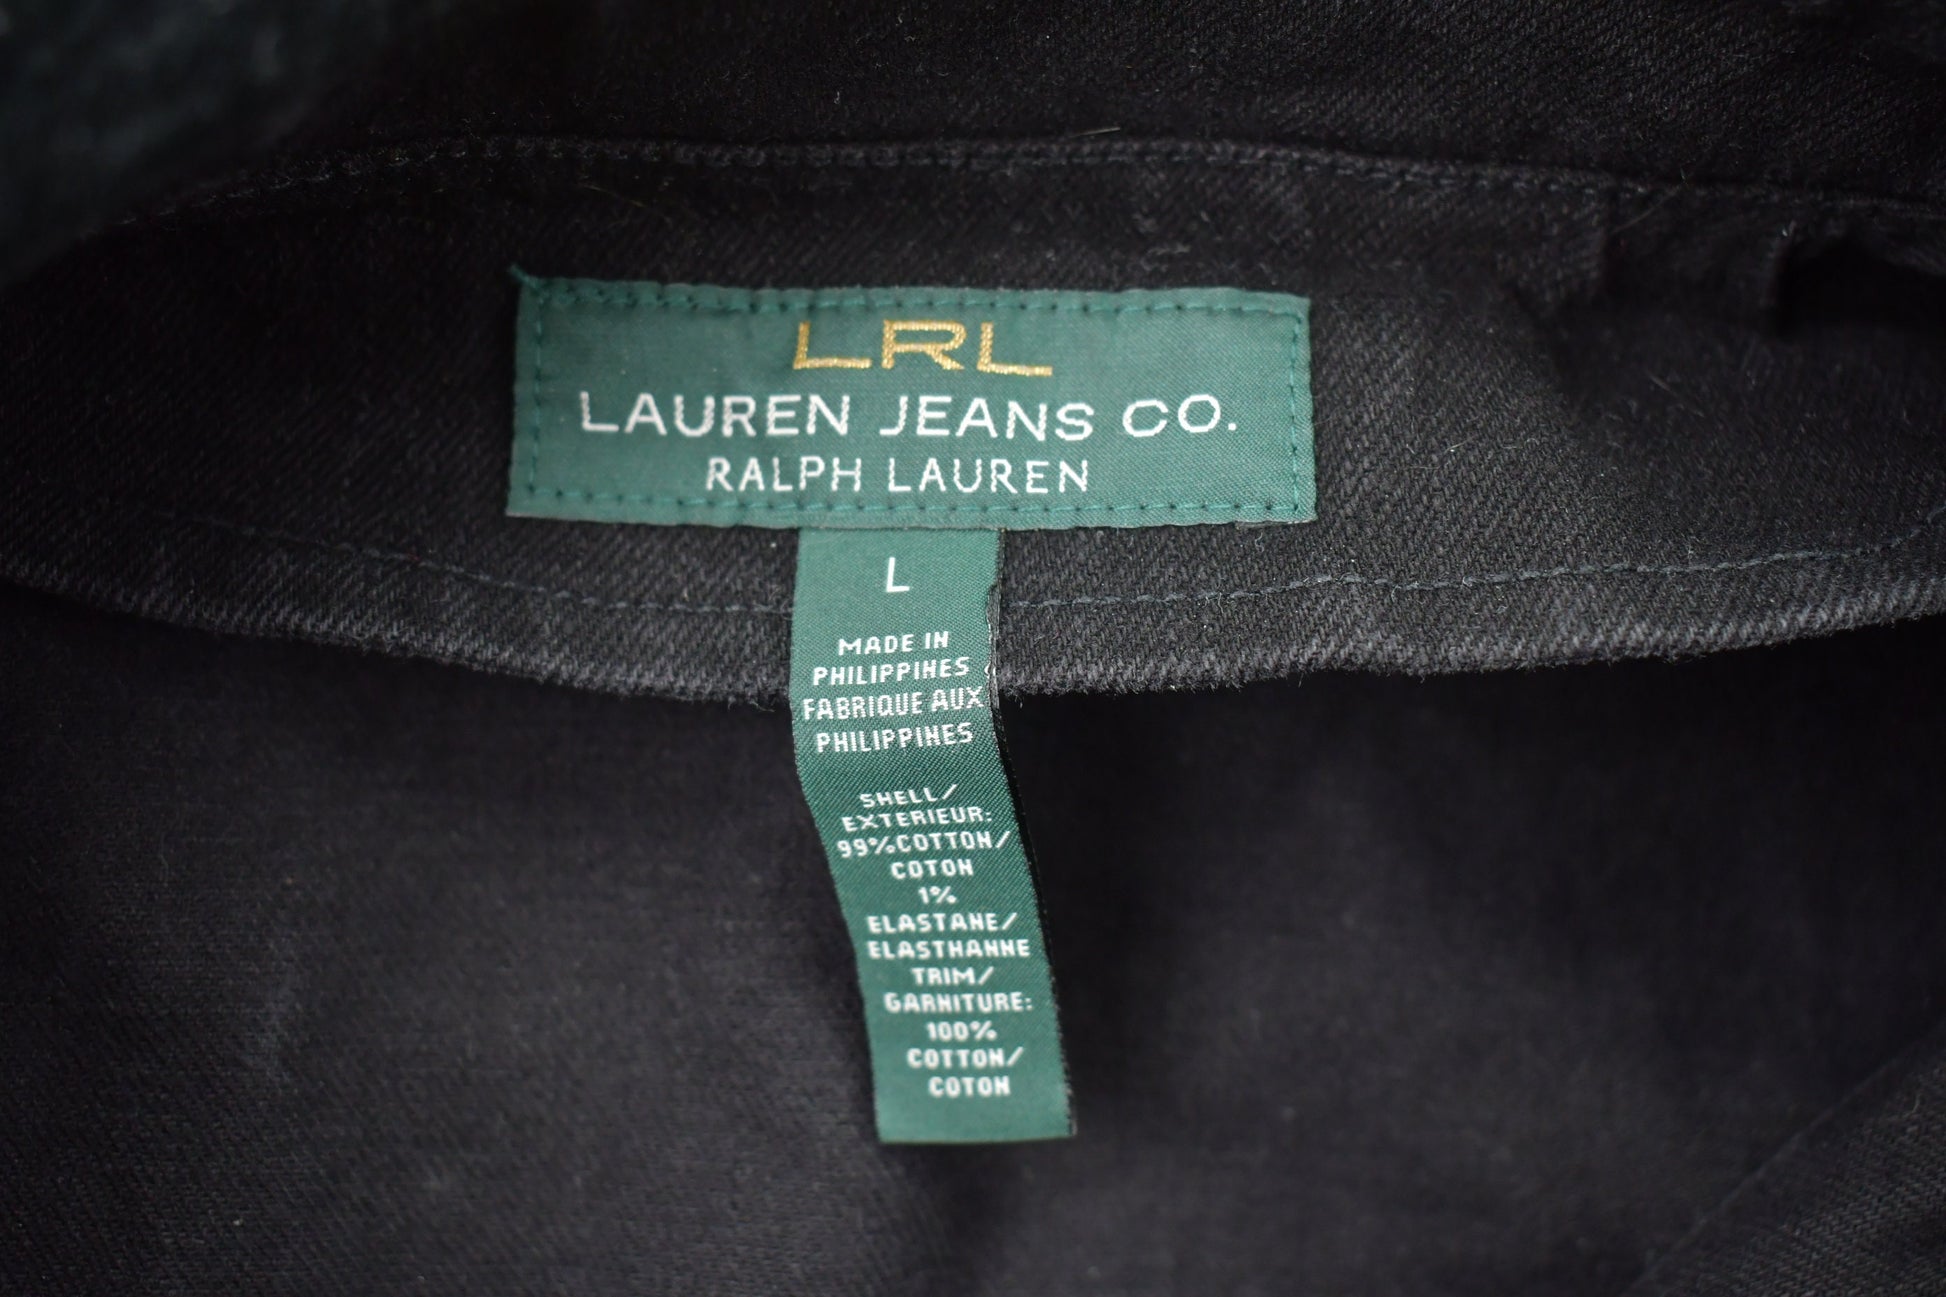 LRL
LAUREN JEANS CO.
RALPH LAUREN
L
MADE IN
PHILIPPINES
FABRIQUE AUX
PHILIPPINES
SHELL/
EXTERIEUR:
99%COTTON/
COTON
1%
ELASTANE/
ELASTHANNE
TRIM/
GARNITURE:
100%
COTTON/
COTON